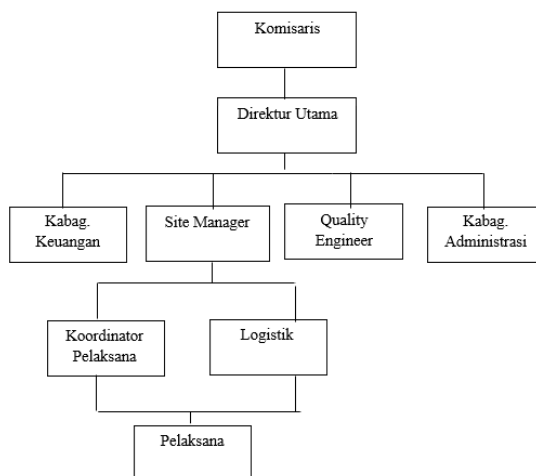 Komisaris
Direktur Utama
Kabag.
Keuangan
Site Manager
Quality
Engineer
Kabag.
Administrasi
Koordinator
Pelaksana
Logistik
Pelaksana